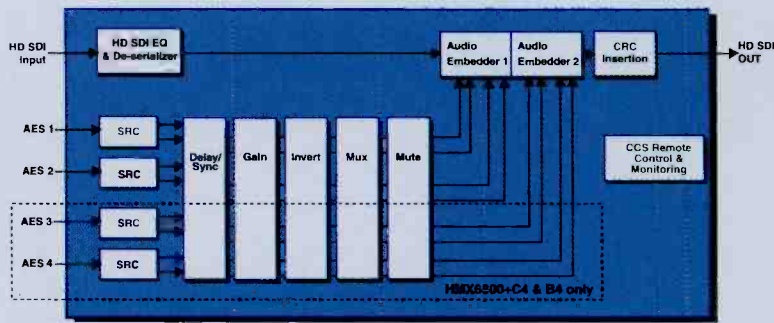 HD SDI
Input
HD SDI EQ
& De-serializer
Audio
Embedder 1
Audio
Embedder 2
CRC
Insertion
HD SDI
OUT
AES 1
AES 2
AES 3
AES 4
SRC
SRC
SRC
SRC
Delay/
Sync
Gain
Invert
Mux
Mute
CCS Remote
Control &
Monitoring
HMX6800+C4 & B4 only